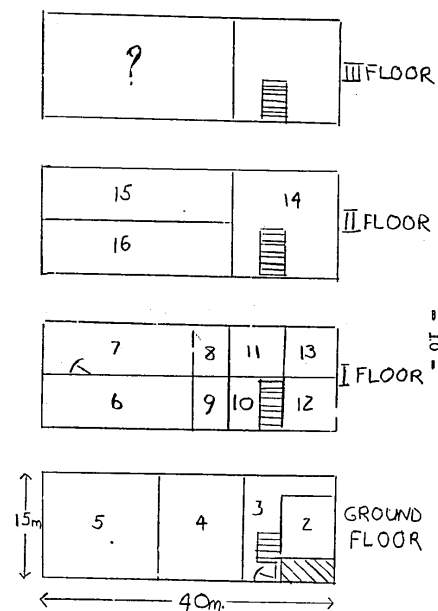 ?
III FLOOR
15
14
16
II FLOOR
7
8
11
13
I FLOOR
6
9
10
12
- 10 -
15m
5
4
3
2
GROUND
FLOOR
40m.